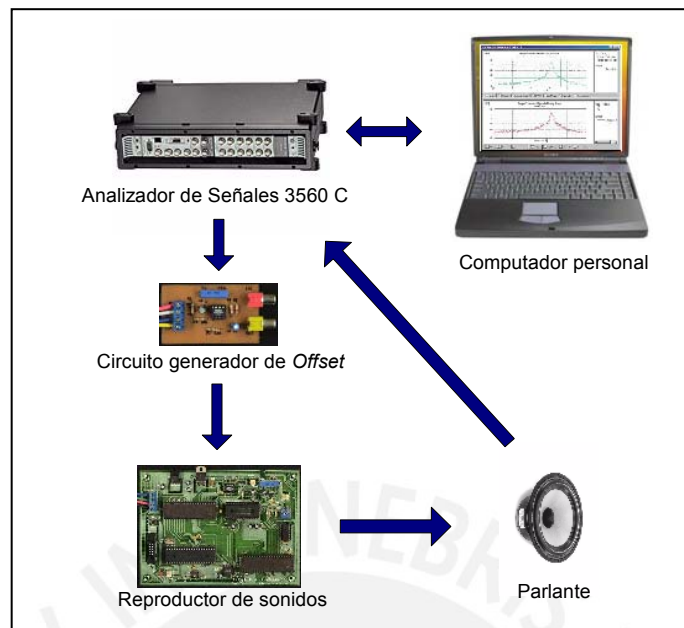 Analizador de Señales 3560 C
Computador personal
Circuito generador de Offset
Reproductor de sonidos
Parlante